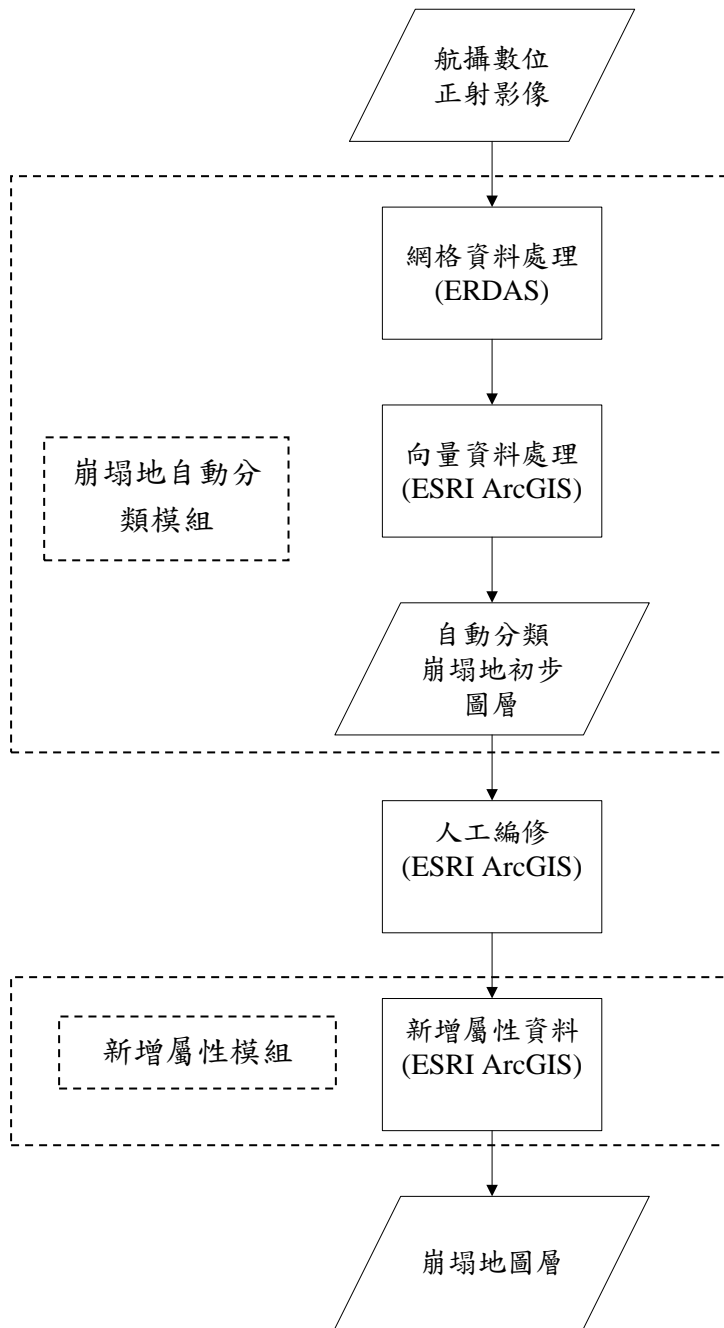 航攝數位
正射影像
網格資料處理
(ERDAS)
向量資料處理
(ESRI ArcGIS)
崩塌地自動分
類模組
自動分類
崩塌地初步
圖層
人工編修
(ESRI ArcGIS)
新增屬性模組
新增屬性資料
(ESRI ArcGIS)
崩塌地圖層